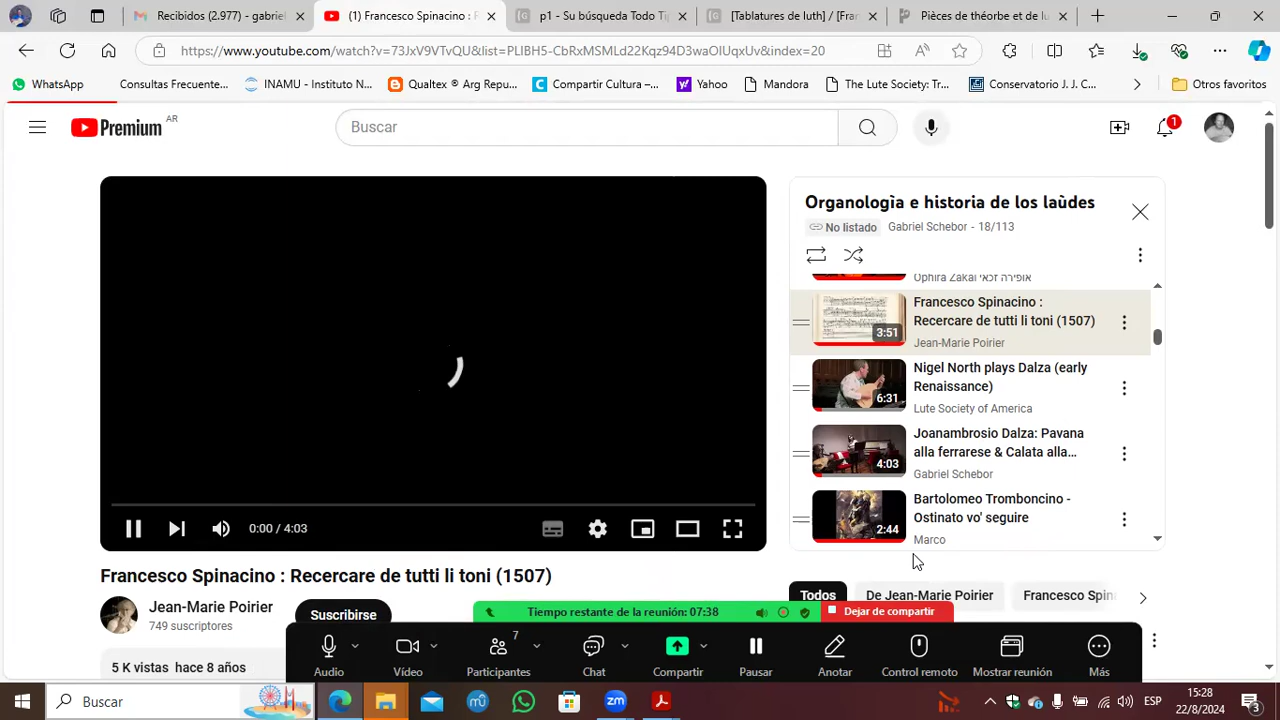 Recibidos (2.977) - gabriel
(1) Francesco Spinacino : R
p1 - Su búsqueda Todo Ti
[Tablatures de luth] / [Fra
Pièces de théorbe et de lu
https://www.youtube.com/watch?v=73JxV9VTvQU&list=PLIBH5-CbRxMSMLd22Kqz94D3waOIUqxUv&index=20
WhatsApp
Consultas Frecuente...
INAMU - Instituto N...
Qualtex ® Arg Repu...
Compartir Cultura –...
Yahoo
Mandora
The Lute Society: T...
Conservatorio J. J. C...
Otros favoritos
Premium
AR
Buscar
1
Organologìa e historia de los laùdes
No listado
Gabriel Schebor - 18/113
Ophira Zakai אופירה זכאי
3:51
Francesco Spinacino :
Recercare de tutti li toni (1507)
Jean-Marie Poirier
6:31
Nigel North plays Dalza (early
Renaissance)
Lute Society of America
4:03
Joanambrosio Dalza: Pavana
alla ferrarese & Calata alla...
Gabriel Schebor
2:44
Bartolomeo Tromboncino -
Ostinato vo' seguire
Marco
0:00 / 4:03
Francesco Spinacino : Recercare de tutti li toni (1507)
Todos
De Jean-Marie Poirier
Francesco Spin
Jean-Marie Poirier
749 suscriptores
Suscribirse
5 K vistas hace 8 años
Tiempo restante de la reunión: 07:38
Dejar de compartir
7
Audio
Vídeo
Participantes
Chat
Compartir
Pausar
Anotar
Control remoto
Mostrar reunión
Más
Buscar
zm
ESP
15:28
22/8/2024
3